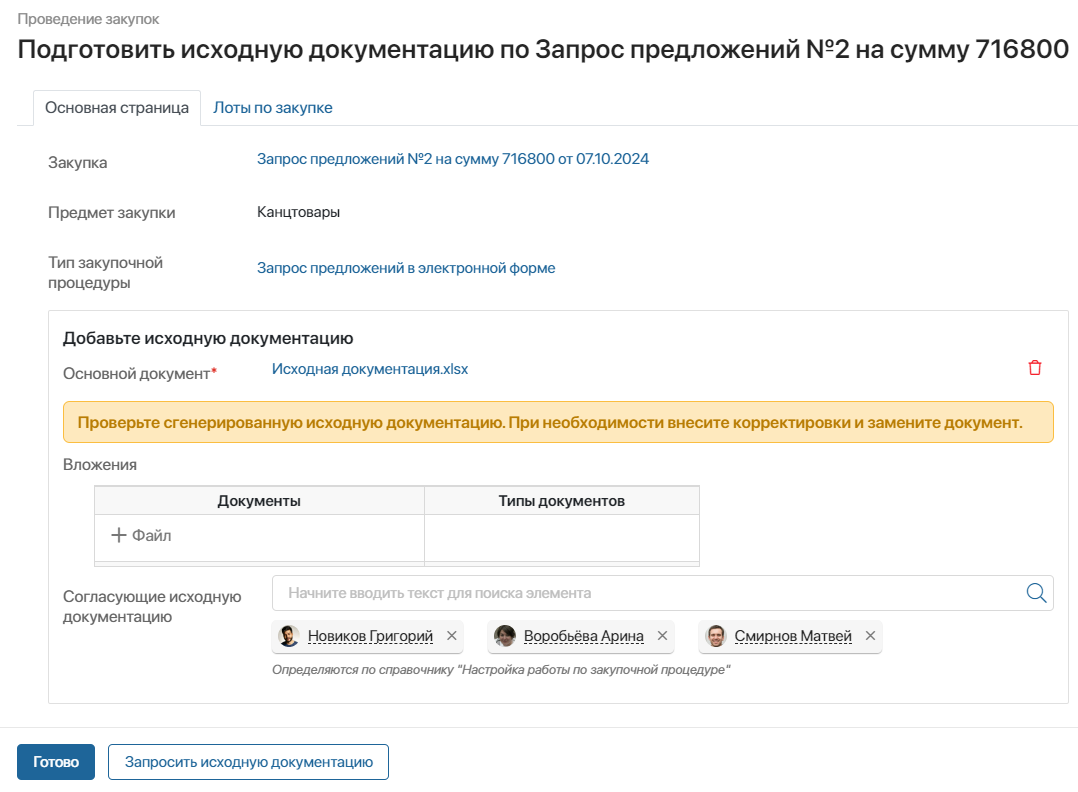 Проведение закупок
Подготовить исходную документацию по Запрос предложений №2 на сумму 716800
Основная страница
Лоты по закупке
Закупка
Запрос предложений №2 на сумму 716800 от 07.10.2024
Предмет закупки
Канцтовары
Тип закупочной
процедуры
Запрос предложений в электронной форме
Добавьте исходную документацию
Основной документ*
Исходная документация.xlsx
Проверьте сгенерированную исходную документацию. При необходимости внесите корректировки и замените документ.
Вложения
Документы
Типы документов
Файл
Согласующие исходную
документацию
Начните вводить текст для поиска элемента
Новиков Григорий
Воробьёва Арина
Смирнов Матвей
Определяются по справочнику "Настройка работы по закупочной процедуре"
Готово
Запросить исходную документацию